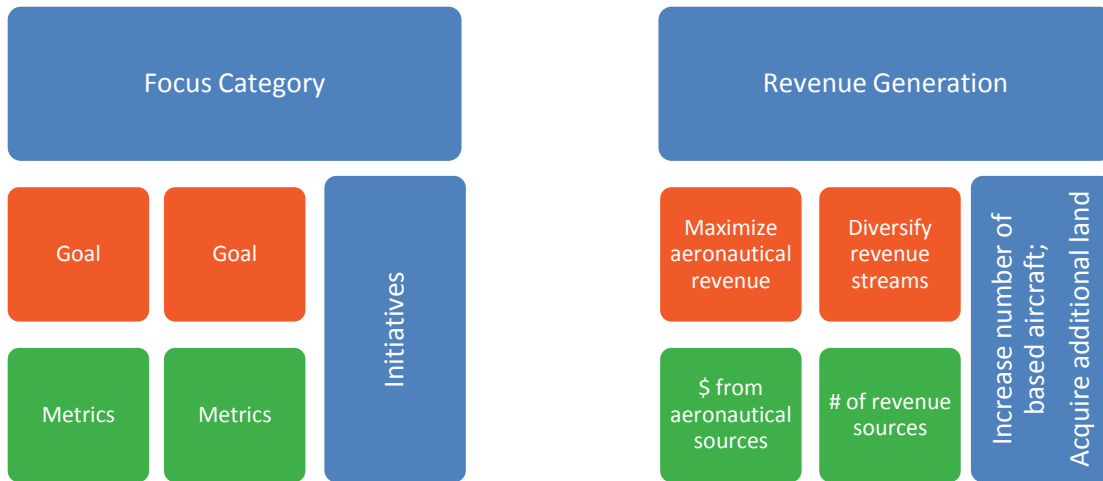 Focus Category
Goal
Goal
Initiatives
Metrics
Metrics
Revenue Generation
Maximize
aeronautical
revenue
Diversify
revenue
streams
$ from
aeronautical
sources
# of revenue
sources
Increase number of
based aircraft;
Acquire additional land